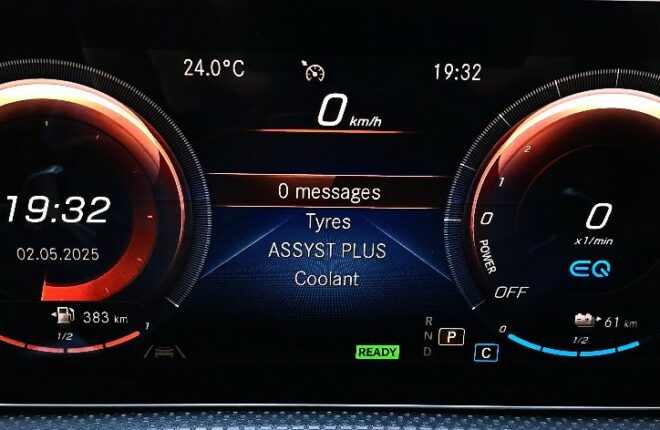 24.0°C
19:32
0 km/h
19:32
02.05.2025
383 km
1/2
1
0 messages
Tyres
ASSYST PLUS
Coolant
READY
R
N
D
P
C
2
1
0
POWER
OFF
0
x1/min
EQ
61 km
0
1/2